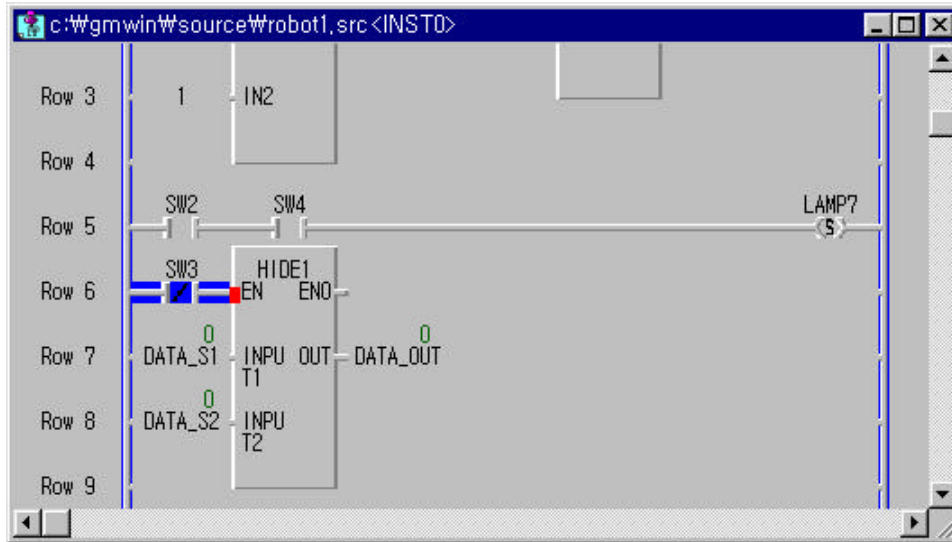 c:₩gmwin₩source₩robot1.src<INST0>
Row 3 1 IN2
Row 4
SW2 SW4 LAMP7
Row 5 S
SW3 HIDE1
Row 6 EN ENO
0 0
Row 7 DATA_S1 INPU OUT DATA_OUT
T1
0
Row 8 DATA_S2 INPU
T2
Row 9